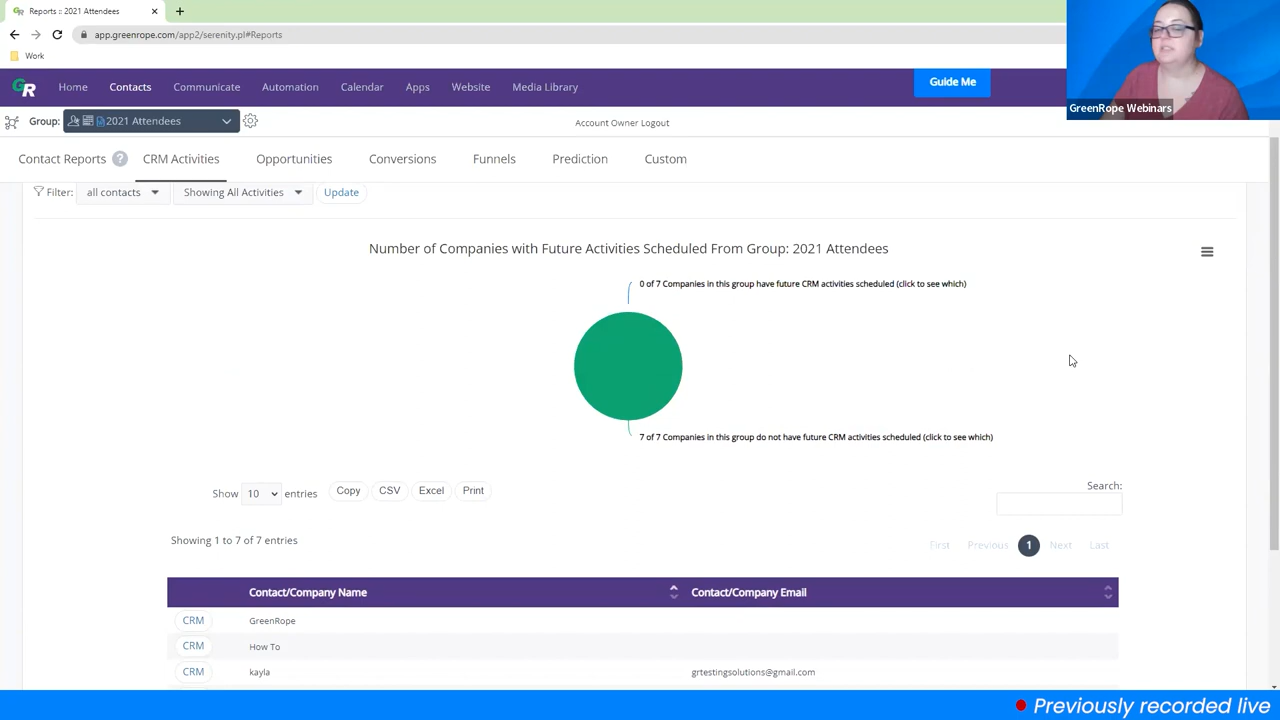 Reports :: 2021 Attendees
app.greenrope.com/app2/serenity.pl#Reports
Work
GR Home Contacts Communicate Automation Calendar Apps Website Media Library Guide Me
GreenRope Webinars
Group: 2021 Attendees Account Owner Logout
Contact Reports ? CRM Activities Opportunities Conversions Funnels Prediction Custom
Filter: all contacts Showing All Activities Update
Number of Companies with Future Activities Scheduled From Group: 2021 Attendees
0 of 7 Companies in this group have future CRM activities scheduled (click to see which)
7 of 7 Companies in this group do not have future CRM activities scheduled (click to see which)
Show 10 entries Copy CSV Excel Print Search:
Showing 1 to 7 of 7 entries First Previous 1 Next Last
Contact/Company Name Contact/Company Email
CRM GreenRope
CRM How To
CRM kayla grtestingsolutions@gmail.com
Previously recorded live